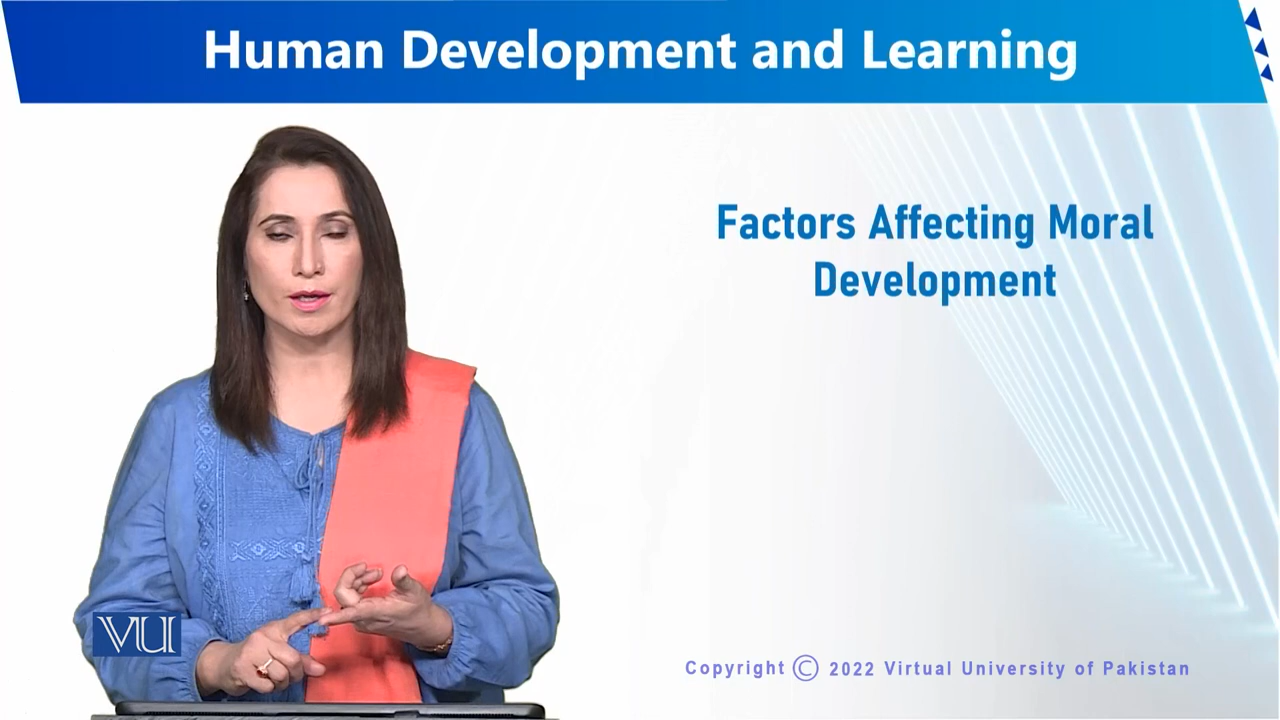 Human Development and Learning
Factors Affecting Moral
Development
VU
Copyright © 2022 Virtual University of Pakistan